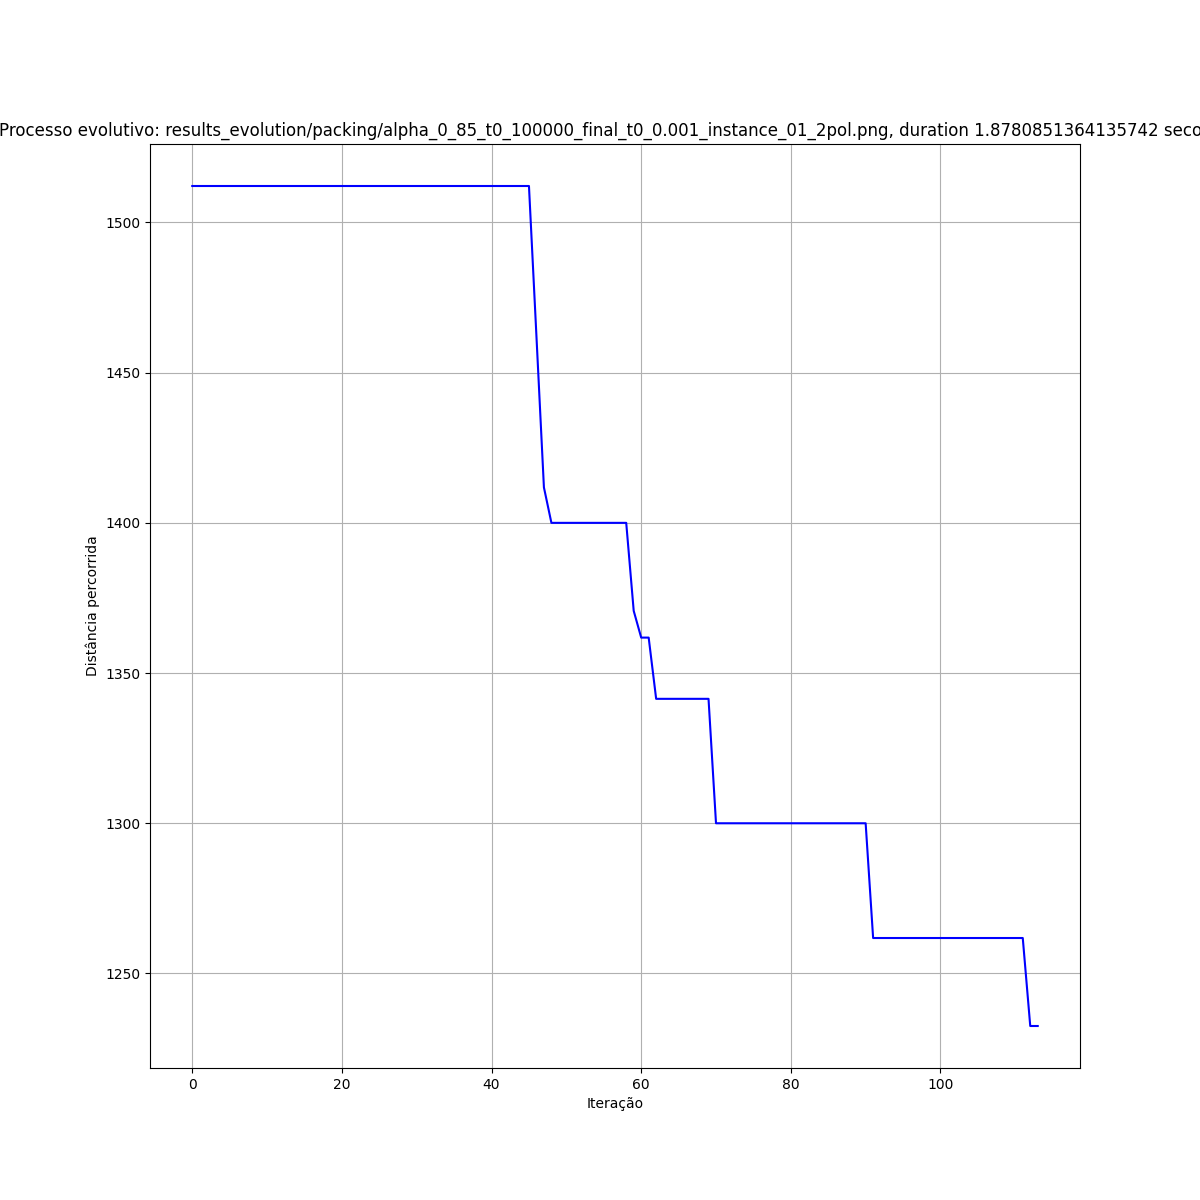 Processo evolutivo: results_evolution/packing/alpha_0_85_t0_100000_final_t0_0.001_instance_01_2pol.png, duration 1.8780851364135742 seco
1500
1450
1400
1350
1300
1250
Distância percorrida
0 20 40 60 80 100
Iteração